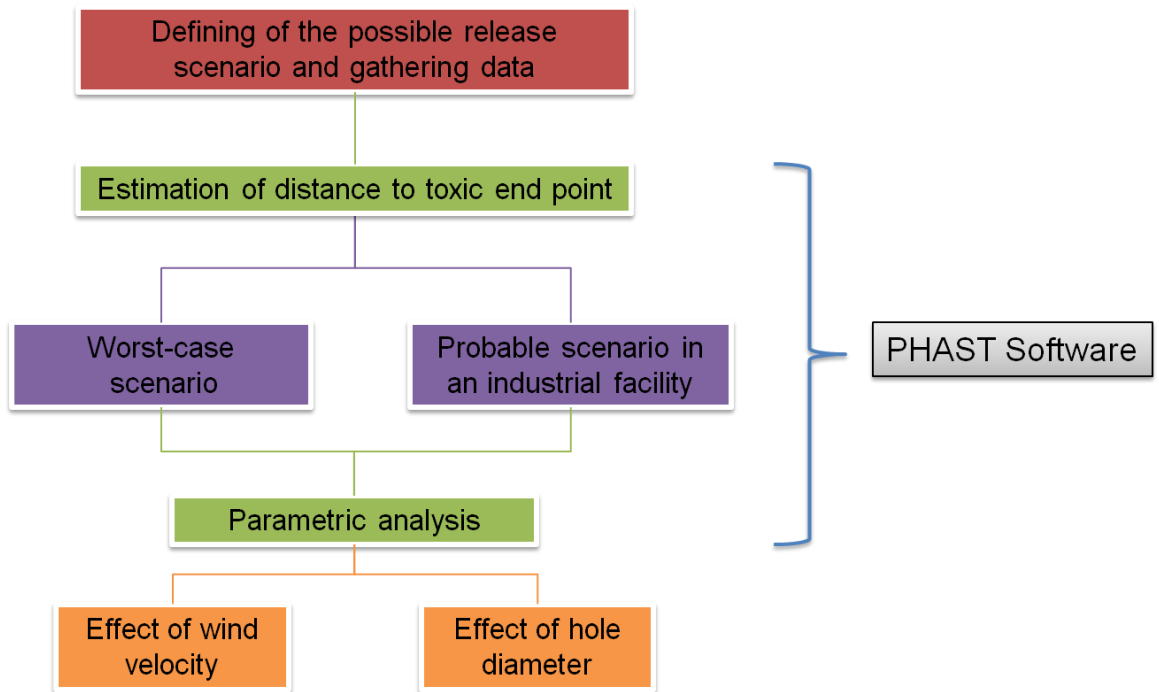 Defining of the possible release
scenario and gathering data
Estimation of distance to toxic end point
Worst-case
scenario
Probable scenario in
an industrial facility
PHAST Software
Parametric analysis
Effect of wind
velocity
Effect of hole
diameter